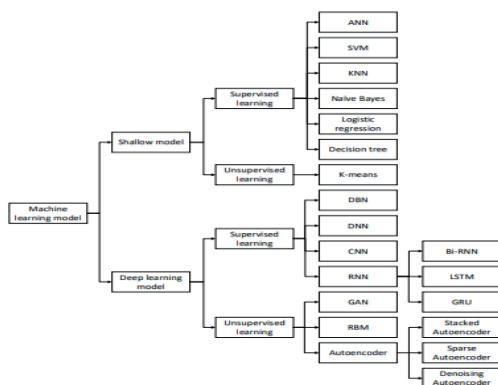 ANN
SVM
KNN
Naïve Bayes
Logistic
regression
Decision tree
K-means
Supervised
learning
Unsupervised
learning
Shallow model
Machine
learning model
Deep learning
model
Supervised
learning
Unsupervised
learning
DBN
DNN
CNN
RNN
GAN
RBM
Autoencoder
Bi-RNN
LSTM
GRU
Stacked
Autoencoder
Sparse
Autoencoder
Denoising
Autoencoder